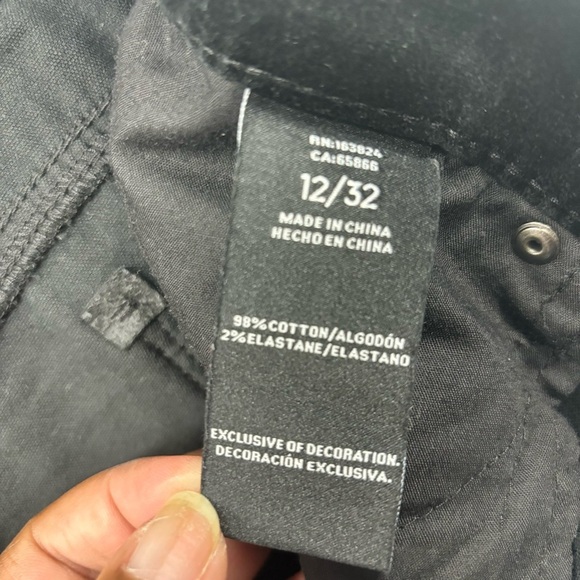 RN:163824
CA:65866
12/32
MADE IN CHINA
HECHO EN CHINA
98%COTTON/ALGODÓN
2%ELASTANE/ELASTANO
EXCLUSIVE OF DECORATION.
DECORACIÓN EXCLUSIVA.